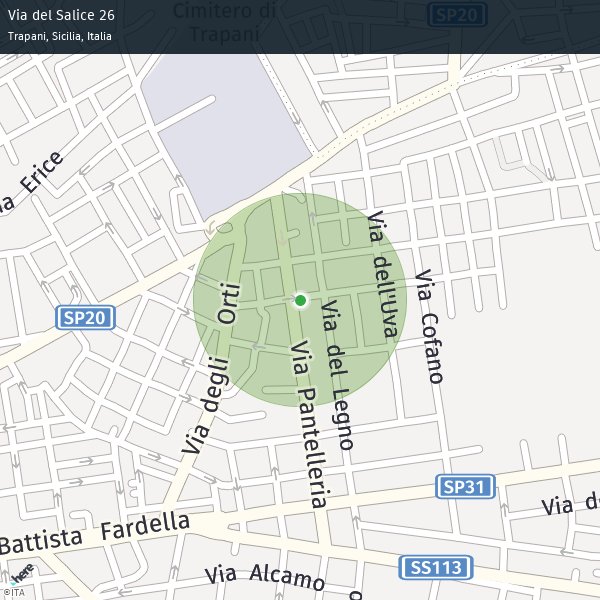 Via del Salice 26
Trapani, Sicilia, Italia
Cimitero di
Trapani
SP20
Erice
Via dell'Uva
Via Cofano
Via degli Orti
SP20
Via del Legno
Via Pantelleria
SP31
Via d
Battista Fardella
SS113
Via Alcamo
here
©ITA